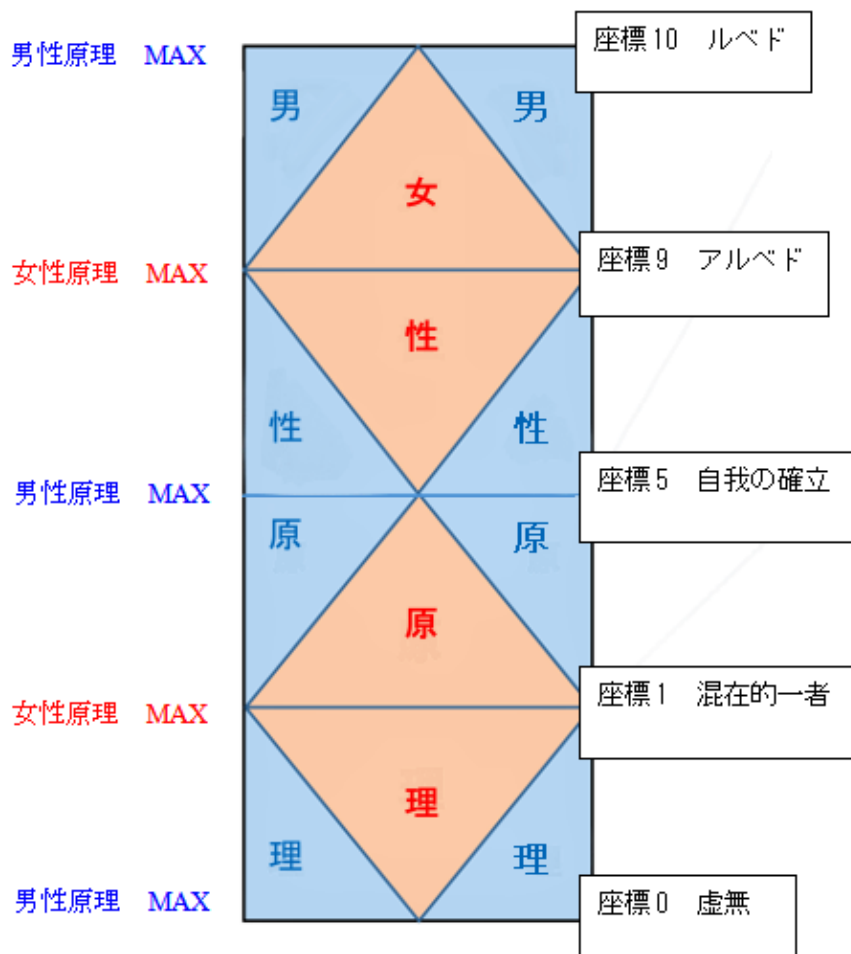 男性原理 MAX
座標10 ルベド
男 男
女
女性原理 MAX
座標9 アルベド
性
性 性
男性原理 MAX
座標5 自我の確立
原 原
原
女性原理 MAX
座標1 混在的一者
理
理 理
男性原理 MAX
座標0 虚無